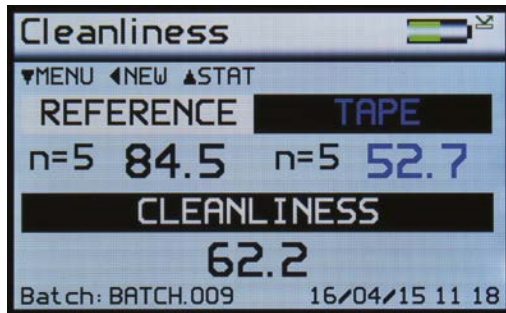 Cleanliness
▼MENU ◀NEW ▲STAT
REFERENCE TAPE
n=5 84.5 n=5 52.7
CLEANLINESS
62.2
Batch: BATCH.009 16/04/15 11 18